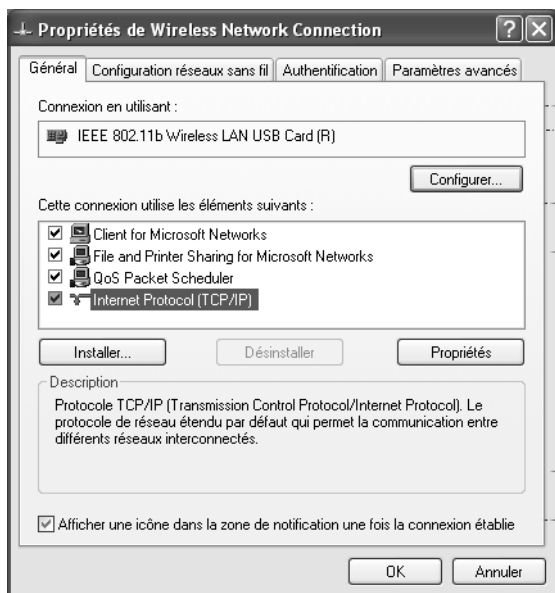 Propriétés de Wireless Network Connection
Général Configuration réseaux sans fil Authentification Paramètres avancés
Connexion en utilisant :
IEEE 802.11b Wireless LAN USB Card (R)
Configurer...
Cette connexion utilise les éléments suivants :
Client for Microsoft Networks
File and Printer Sharing for Microsoft Networks
QoS Packet Scheduler
Internet Protocol (TCP/IP)
Installer... Désinstaller Propriétés
Description
Protocole TCP/IP (Transmission Control Protocol/Internet Protocol). Le
protocole de réseau étendu par défaut qui permet la communication entre
différents réseaux interconnectés.
Afficher une icône dans la zone de notification une fois la connexion établie
OK Annuler